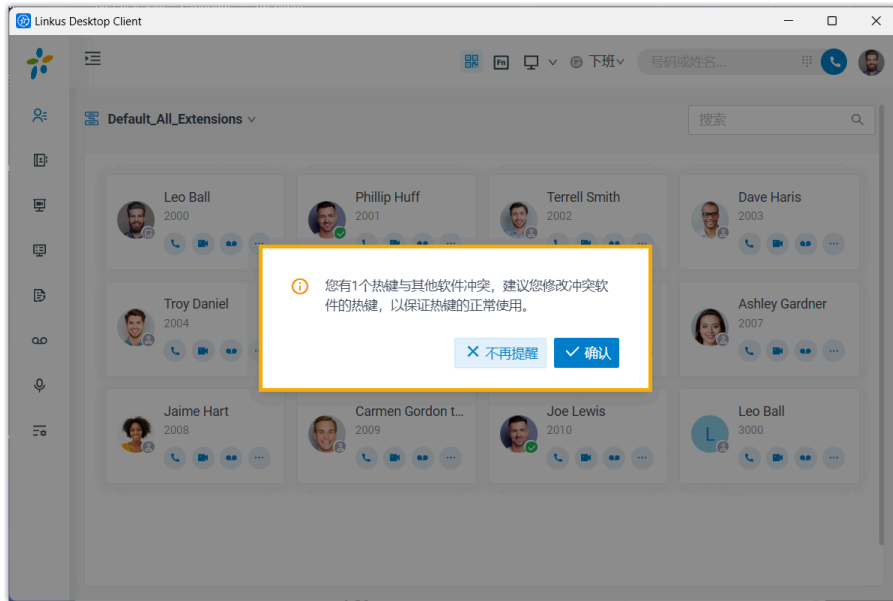 Linkus Desktop Client
Fn
下班
号码或姓名...
Default_All_Extensions
搜索
Leo Ball
2000
Phillip Huff
2001
Terrell Smith
2002
Dave Haris
2003
您有1个热键与其他软件冲突，建议您修改冲突软
件的热键，以保证热键的正常使用。
不再提醒
确认
Troy Daniel
2004
Ashley Gardner
2007
Jaime Hart
2008
Carmen Gordon t...
2009
Joe Lewis
2010
L
Leo Ball
3000